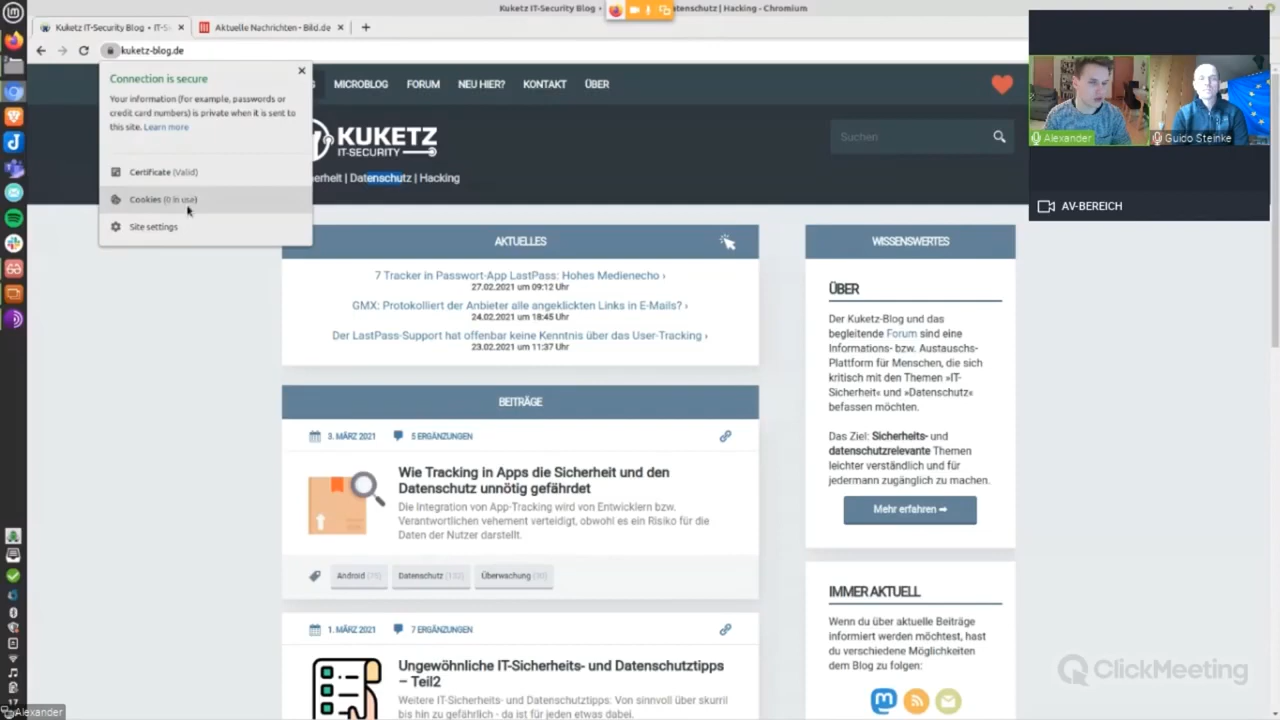 Kuketz IT-Security Blog
atenschutz | Hacking - Chromium
Kuketz IT-Security Blog • IT-S
Aktuelle Nachrichten - Bild.de
kuketz-blog.de
Connection is secure
Your information (for example, passwords or
credit card numbers) is private when it is sent to
this site. Learn more
Certificate (Valid)
Cookies (0 in use)
Site settings
MICROBLOG
FORUM
NEU HIER?
KONTAKT
ÜBER
KUKETZ
IT-SECURITY
erheit | Datenschutz | Hacking
Suchen
Alexander
Guido Steinke
AV-BEREICH
AKTUELLES
7 Tracker in Passwort-App LastPass: Hohes Medienecho ›
27.02.2021 um 09:12 Uhr
GMX: Protokolliert der Anbieter alle angeklickten Links in E-Mails? ›
24.02.2021 um 18:45 Uhr
Der LastPass-Support hat offenbar keine Kenntnis über das User-Tracking ›
23.02.2021 um 11:37 Uhr
BEITRÄGE
3. MÄRZ 2021
5 ERGÄNZUNGEN
Wie Tracking in Apps die Sicherheit und den
Datenschutz unnötig gefährdet
Die Integration von App-Tracking wird von Entwicklern bzw.
Verantwortlichen vehement verteidigt, obwohl es ein Risiko für die
Daten der Nutzer darstellt.
Android
Datenschutz
Überwachung
1. MÄRZ 2021
7 ERGÄNZUNGEN
Ungewöhnliche IT-Sicherheits- und Datenschutztipps
– Teil2
Weitere IT-Sicherheits- und Datenschutztipps: Von sinnvoll über skurril
bis hin zu gefährlich - da ist für jeden etwas dabei.
WISSENSWERTES
ÜBER
Der Kuketz-Blog und das
begleitende Forum sind eine
Informations- bzw. Austausch-
Plattform für Menschen, die sich
kritisch mit den Themen »IT-
Sicherheit« und »Datenschutz«
befassen möchten.
Das Ziel: Sicherheits- und
datenschutzrelevante Themen
leichter verständlich und für
jedermann zugänglich zu machen.
Mehr erfahren ➡
IMMER AKTUELL
Wenn du über aktuelle Beiträge
informiert werden möchtest, hast
du verschiedene Möglichkeiten
dem Blog zu folgen:
ClickMeeting
Alexander